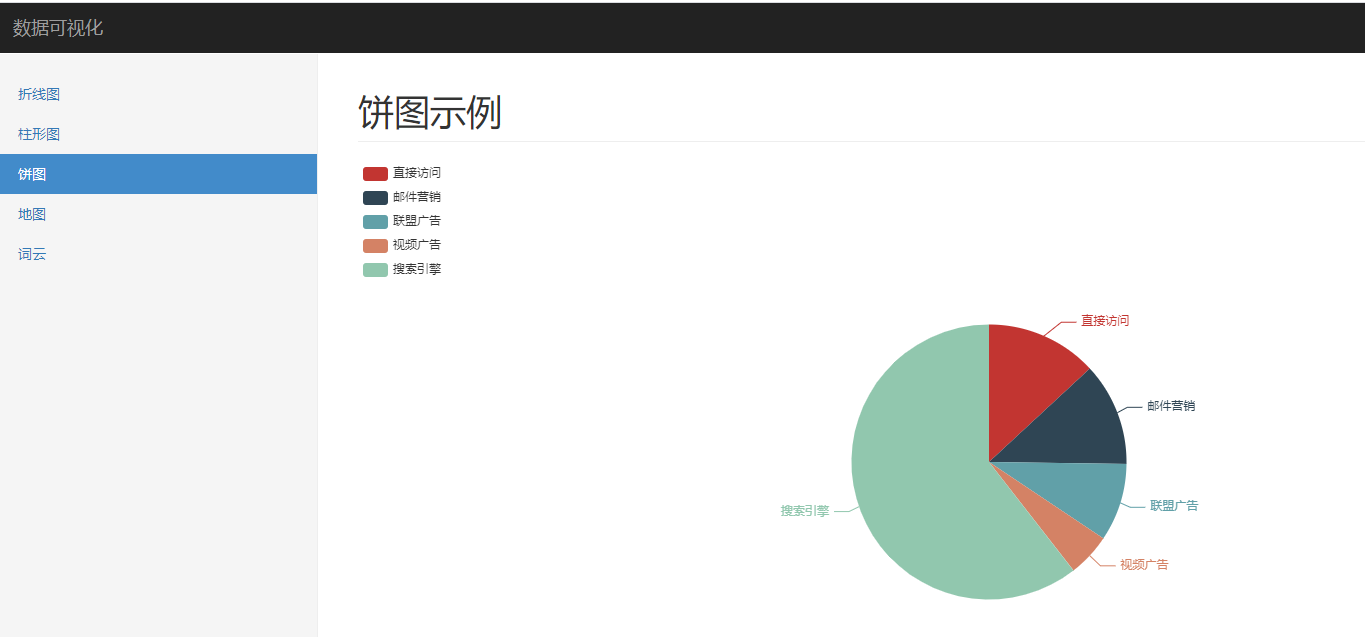 数据可视化
折线图
柱形图
饼图
地图
词云
饼图示例
直接访问
邮件营销
联盟广告
视频广告
搜索引擎
直接访问
邮件营销
联盟广告
视频广告
搜索引擎